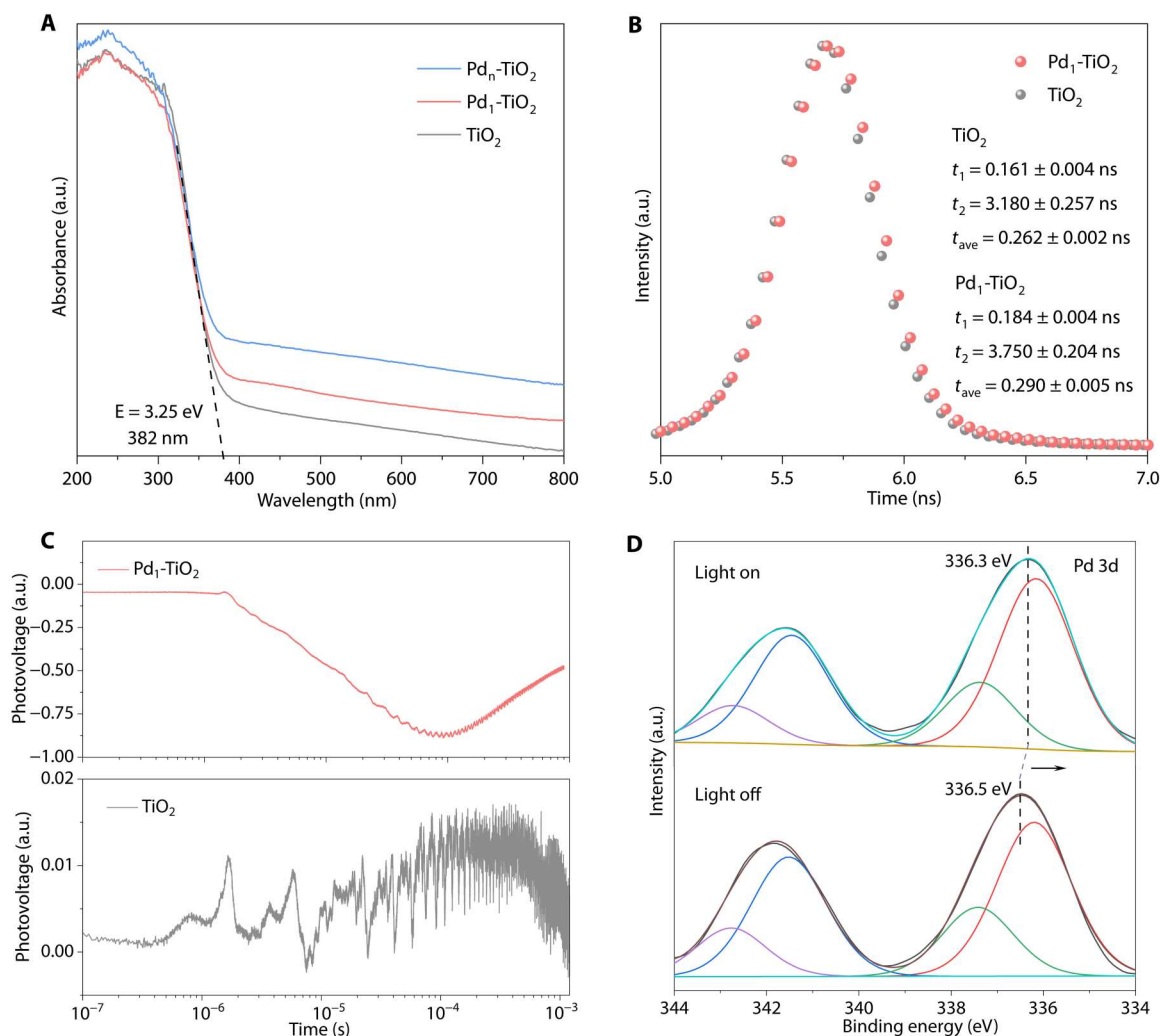 A
Absorbance (a.u.)
Pdₙ-TiO₂
Pd₁-TiO₂
TiO₂
E = 3.25 eV
382 nm
200 300 400 500 600 700 800
Wavelength (nm)
B
Intensity (a.u.)
Pd₁-TiO₂
TiO₂
TiO₂
t₁ = 0.161 ± 0.004 ns
t₂ = 3.180 ± 0.257 ns
tₐᵥₑ = 0.262 ± 0.002 ns
Pd₁-TiO₂
t₁ = 0.184 ± 0.004 ns
t₂ = 3.750 ± 0.204 ns
tₐᵥₑ = 0.290 ± 0.005 ns
5.0 5.5 6.0 6.5 7.0
Time (ns)
C
Photovoltage (a.u.)
Pd₁-TiO₂
0.00
−0.25
−0.50
−0.75
−1.00
Photovoltage (a.u.)
TiO₂
0.02
0.01
0.00
10⁻⁷ 10⁻⁶ 10⁻⁵ 10⁻⁴ 10⁻³
Time (s)
D
Intensity (a.u.)
Light on
336.3 eV
Pd 3d
Light off
336.5 eV
344 342 340 338 336 334
Binding energy (eV)